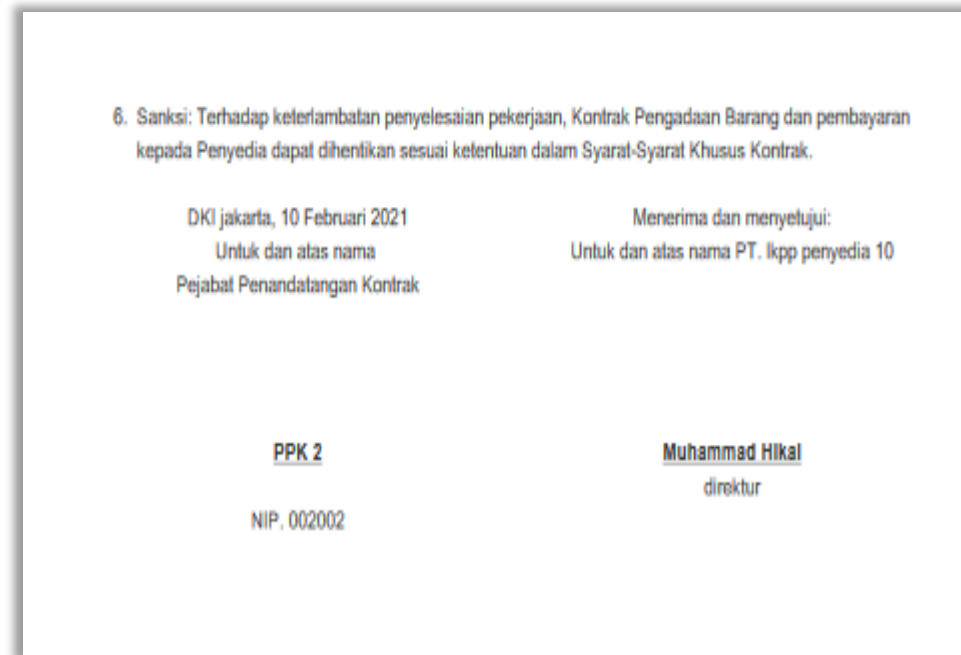 6. Sanksi: Terhadap keterlambatan penyelesaian pekerjaan, Kontrak Pengadaan Barang dan pembayaran
kepada Penyedia dapat dihentikan sesuai ketentuan dalam Syarat-Syarat Khusus Kontrak.
DKI jakarta, 10 Februari 2021
Untuk dan atas nama
Pejabat Penandatangan Kontrak
Menerima dan menyetujui:
Untuk dan atas nama PT. lkpp penyedia 10
PPK 2
NIP. 002002
Muhammad Hikal
direktur